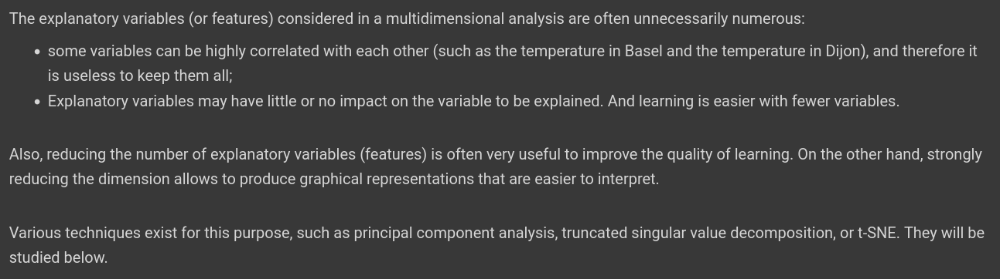 The explanatory variables (or features) considered in a multidimensional analysis are often unnecessarily numerous:
• some variables can be highly correlated with each other (such as the temperature in Basel and the temperature in Dijon), and therefore it
is useless to keep them all;
• Explanatory variables may have little or no impact on the variable to be explained. And learning is easier with fewer variables.
Also, reducing the number of explanatory variables (features) is often very useful to improve the quality of learning. On the other hand, strongly
reducing the dimension allows to produce graphical representations that are easier to interpret.
Various techniques exist for this purpose, such as principal component analysis, truncated singular value decomposition, or t-SNE. They will be
studied below.